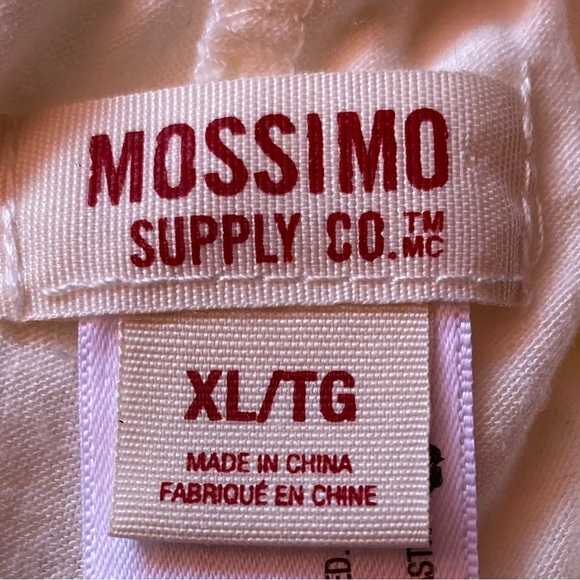 MOSSIMO
SUPPLY CO.™ MC
XL/TG
MADE IN CHINA
FABRIQUÉ EN CHINE